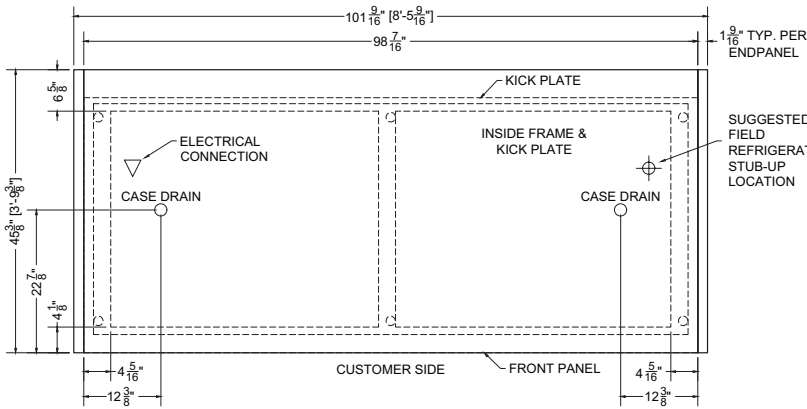 101 9/16" [8'-5 9/16"]
98 7/16"
1 9/16" TYP. PER
ENDPANEL
6 5/8"
KICK PLATE
ELECTRICAL
CONNECTION
INSIDE FRAME &
KICK PLATE
SUGGESTED
FIELD
REFRIGERAT
STUB-UP
LOCATION
CASE DRAIN
CASE DRAIN
45 3/8" [3'-9 3/8"]
22 7/8"
4 1/8"
4 5/16"
CUSTOMER SIDE
FRONT PANEL
4 5/16"
12 3/8"
12 3/8"